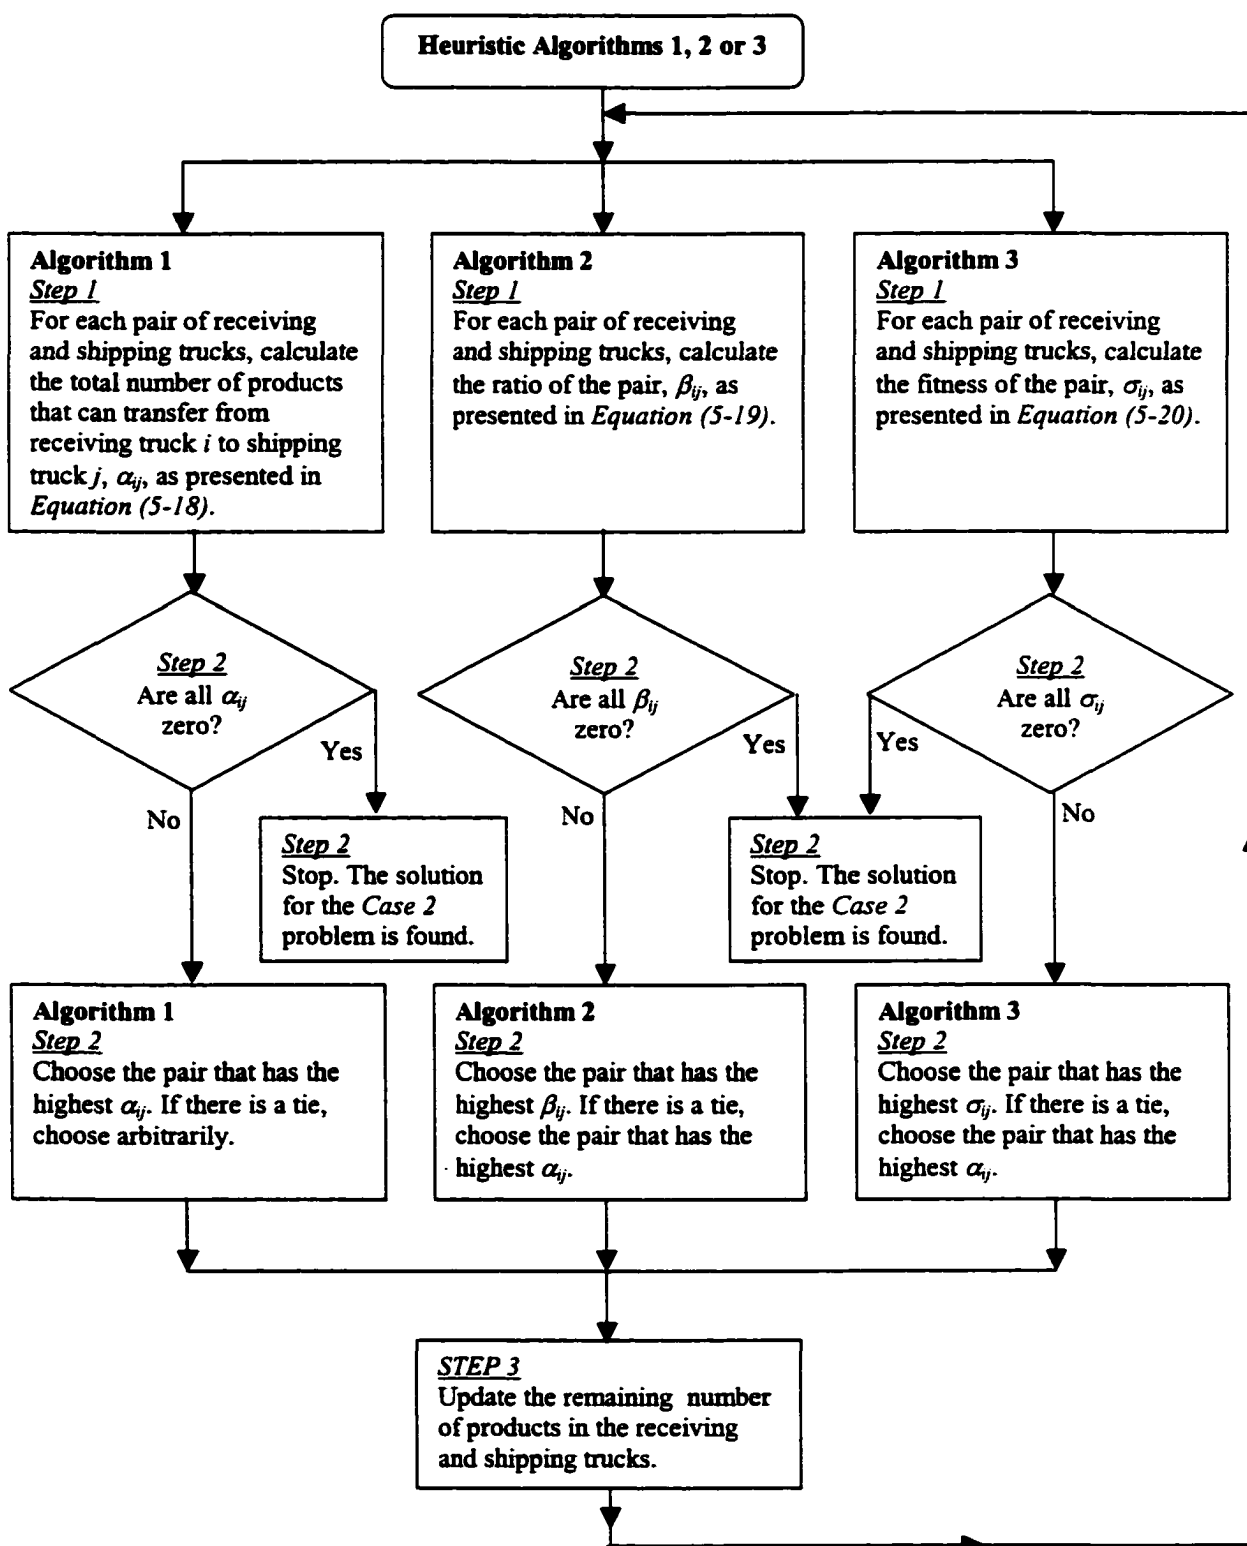 Heuristic Algorithms 1, 2 or 3
Algorithm 1
Step 1
For each pair of receiving
and shipping trucks, calculate
the total number of products
that can transfer from
receiving truck i to shipping
truck j, αij, as presented in
Equation (5-18).
Algorithm 2
Step 1
For each pair of receiving
and shipping trucks, calculate
the ratio of the pair, βij, as
presented in Equation (5-19).
Algorithm 3
Step 1
For each pair of receiving
and shipping trucks, calculate
the fitness of the pair, σij, as
presented in Equation (5-20).
Step 2
Are all αij
zero?
Yes
No
Step 2
Are all βij
zero?
Yes
No
Step 2
Are all σij
zero?
Yes
No
Step 2
Stop. The solution
for the Case 2
problem is found.
Step 2
Stop. The solution
for the Case 2
problem is found.
Algorithm 1
Step 2
Choose the pair that has the
highest αij. If there is a tie,
choose arbitrarily.
Algorithm 2
Step 2
Choose the pair that has the
highest βij. If there is a tie,
choose the pair that has the
highest αij.
Algorithm 3
Step 2
Choose the pair that has the
highest σij. If there is a tie,
choose the pair that has the
highest αij.
STEP 3
Update the remaining number
of products in the receiving
and shipping trucks.